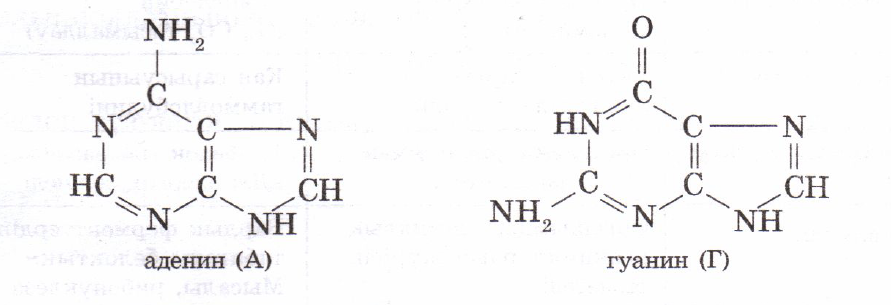 NH₂
C
N C N
HC C CH
N NH
аденин (А)
O
C
HN C N
C C CH
NH₂ N NH
гуанин (Г)